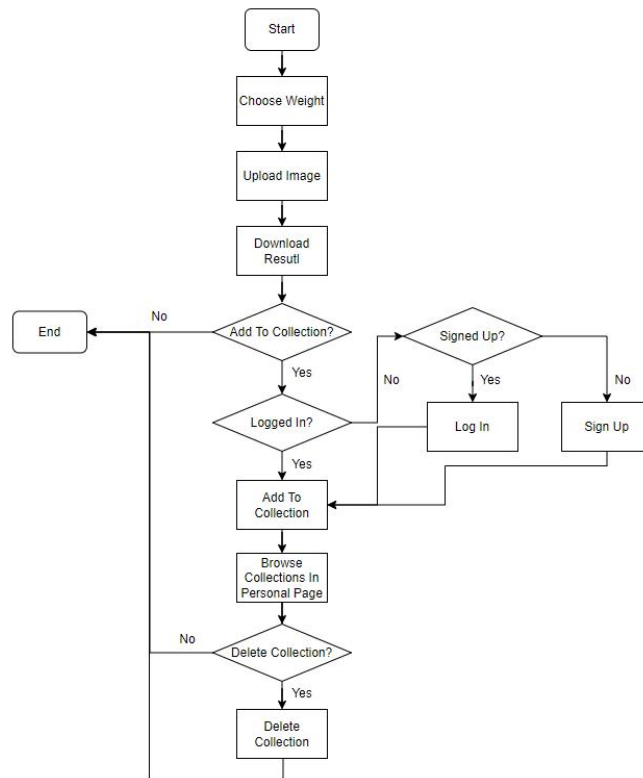 Start
Choose Weight
Upload Image
Download
Resutl
No
End
Add To Collection?
Signed Up?
Yes
No
Yes
No
Logged In?
Log In
Sign Up
Yes
Add To
Collection
Browse
Collections In
Personal Page
No
Delete Collection?
Yes
Delete
Collection